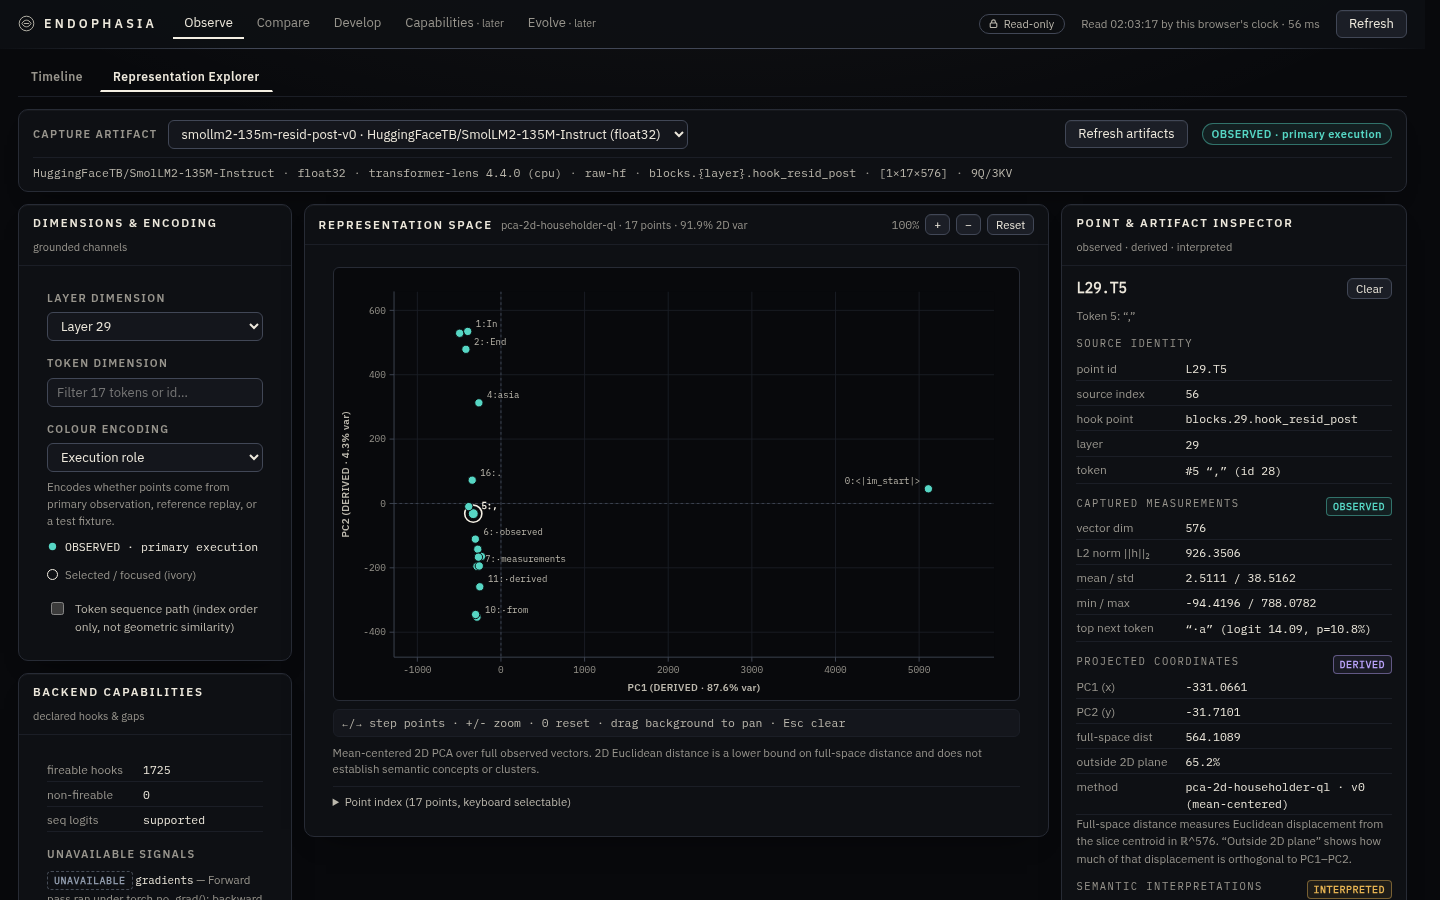 ENDOPHASIA Observe Compare Develop Capabilities · later Evolve · later Read-only Read 02:03:17 by this browser's clock · 56 ms Refresh
Timeline Representation Explorer
CAPTURE ARTIFACT smollm2-135m-resid-post-v0 · HuggingFaceTB/SmolLM2-135M-Instruct (float32) Refresh artifacts OBSERVED · primary execution
HuggingFaceTB/SmolLM2-135M-Instruct · float32 · transformer-lens 4.4.0 (cpu) · raw-hf · blocks.{layer}.hook_resid_post · [1×17×576] · 9Q/3KV
DIMENSIONS & ENCODING
grounded channels
LAYER DIMENSION
Layer 29
TOKEN DIMENSION
Filter 17 tokens or id...
COLOUR ENCODING
Execution role
Encodes whether points come from
primary observation, reference replay, or
a test fixture.
OBSERVED · primary execution
Selected / focused (ivory)
Token sequence path (index order
only, not geometric similarity)
BACKEND CAPABILITIES
declared hooks & gaps
fireable hooks 1725
non-fireable 0
seq logits supported
UNAVAILABLE SIGNALS
UNAVAILABLE gradients — Forward
pass ran under torch.no_grad(); backward
REPRESENTATION SPACE pca-2d-householder-ql · 17 points · 91.9% 2D var 100% + − Reset
600
400
200
0
-200
-400
PC2 (DERIVED · 4.3% var)
1:In
2:·End
4:asia
16:.
0:<|im_start|>
5:,
6:·observed
7:·measurements
11:·derived
10:·from
-1000 0 1000 2000 3000 4000 5000
PC1 (DERIVED · 87.6% var)
←/→ step points · +/- zoom · 0 reset · drag background to pan · Esc clear
Mean-centered 2D PCA over full observed vectors. 2D Euclidean distance is a lower bound on full-space distance and does not
establish semantic concepts or clusters.
▶ Point index (17 points, keyboard selectable)
POINT & ARTIFACT INSPECTOR
observed · derived · interpreted
L29.T5 Clear
Token 5: “,”
SOURCE IDENTITY
point id L29.T5
source index 56
hook point blocks.29.hook_resid_post
layer 29
token #5 “,” (id 28)
CAPTURED MEASUREMENTS OBSERVED
vector dim 576
L2 norm ||h||₂ 926.3506
mean / std 2.5111 / 38.5162
min / max -94.4196 / 788.0782
top next token “·a” (logit 14.09, p=10.8%)
PROJECTED COORDINATES DERIVED
PC1 (x) -331.0661
PC2 (y) -31.7101
full-space dist 564.1089
outside 2D plane 65.2%
method pca-2d-householder-ql · v0
(mean-centered)
Full-space distance measures Euclidean displacement from
the slice centroid in ℝ^576. “Outside 2D plane” shows how
much of that displacement is orthogonal to PC1–PC2.
SEMANTIC INTERPRETATIONS INTERPRETED